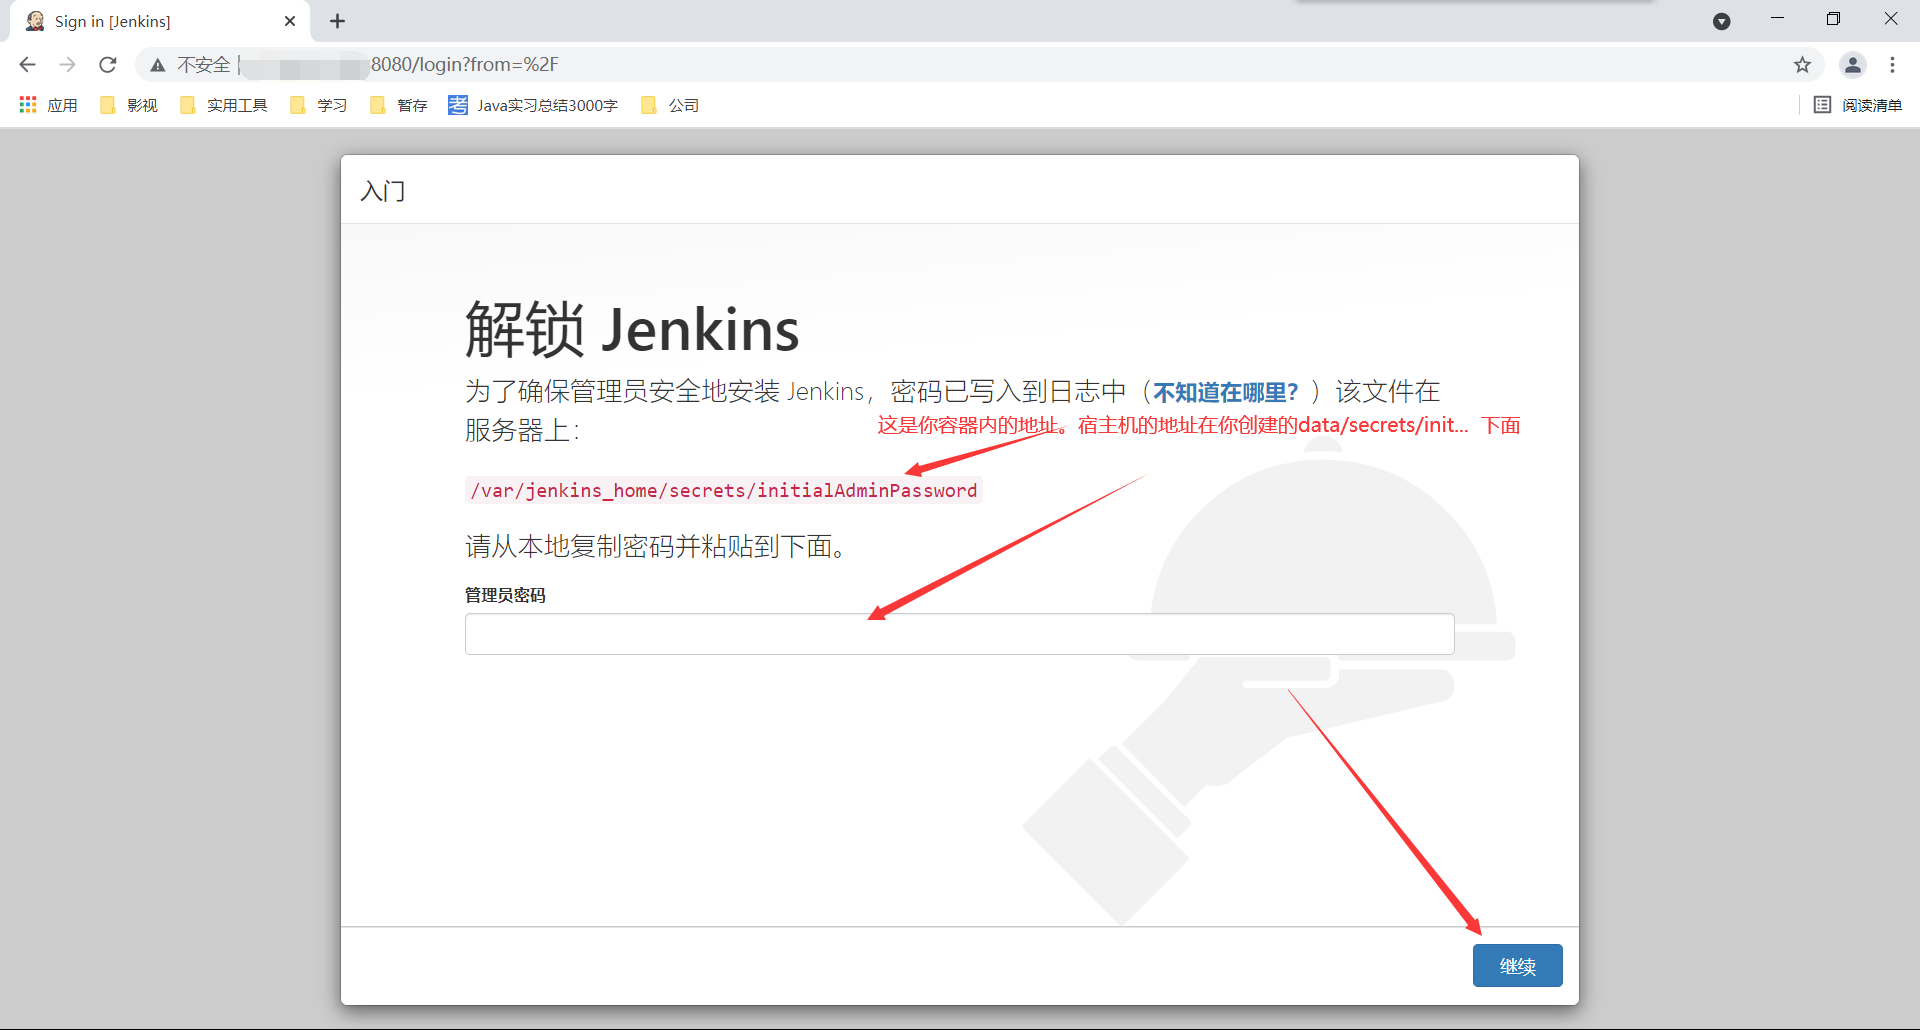 Sign in [Jenkins]
不安全 | 8080/login?from=%2F
应用 影视 实用工具 学习 暂存 考 Java实习总结3000字 公司 阅读清单
入门
解锁 Jenkins
为了确保管理员安全地安装 Jenkins，密码已写入到日志中（不知道在哪里？）该文件在
服务器上：
这是你容器内的地址。宿主机的地址在你创建的data/secrets/init... 下面
/var/jenkins_home/secrets/initialAdminPassword
请从本地复制密码并粘贴到下面。
管理员密码
继续